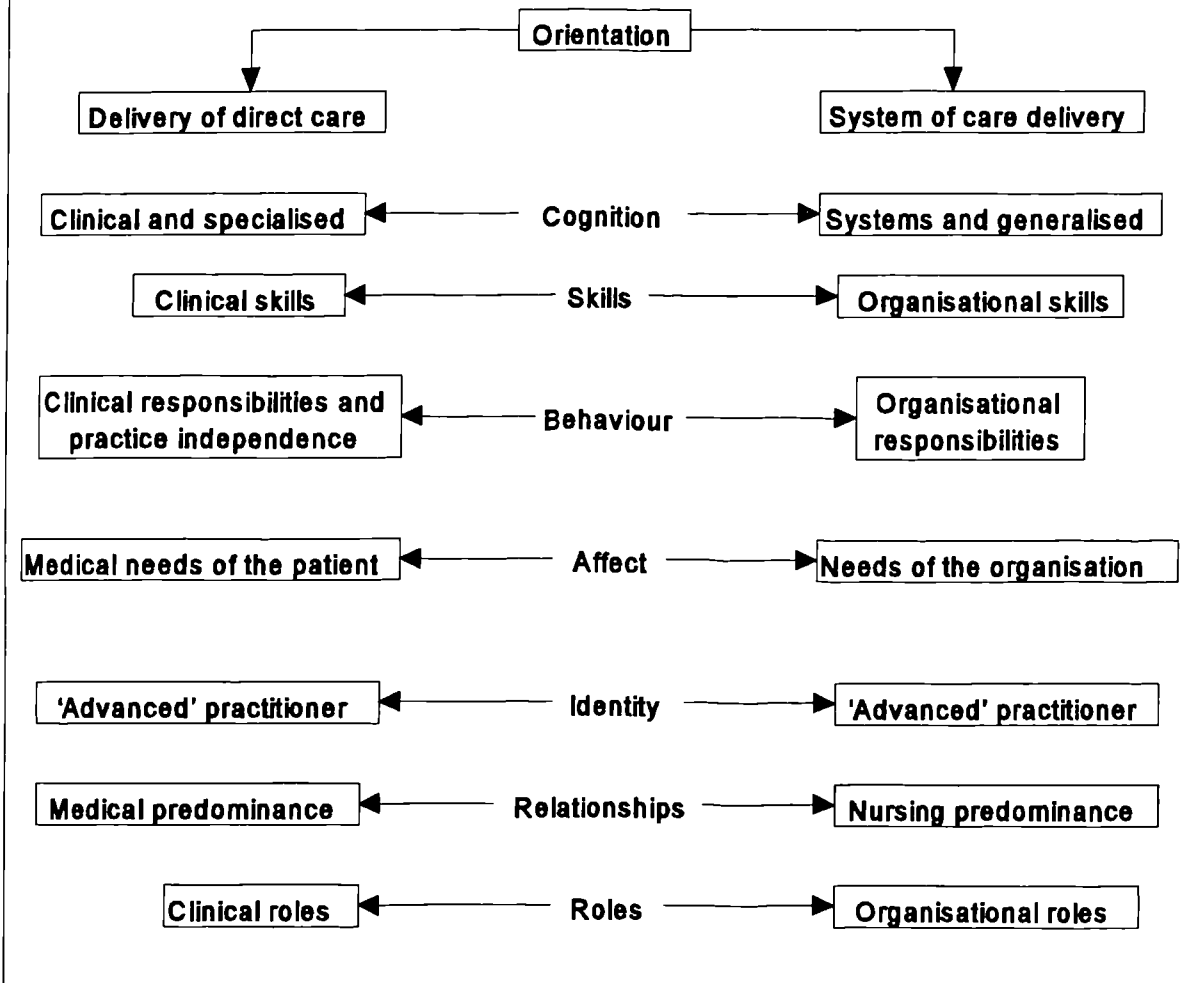 Orientation
Delivery of direct care
System of care delivery
Clinical and specialised
Cognition
Systems and generalised
Clinical skills
Skills
Organisational skills
Clinical responsibilities and
practice independence
Behaviour
Organisational
responsibilities
Medical needs of the patient
Affect
Needs of the organisation
'Advanced' practitioner
Identity
'Advanced' practitioner
Medical predominance
Relationships
Nursing predominance
Clinical roles
Roles
Organisational roles